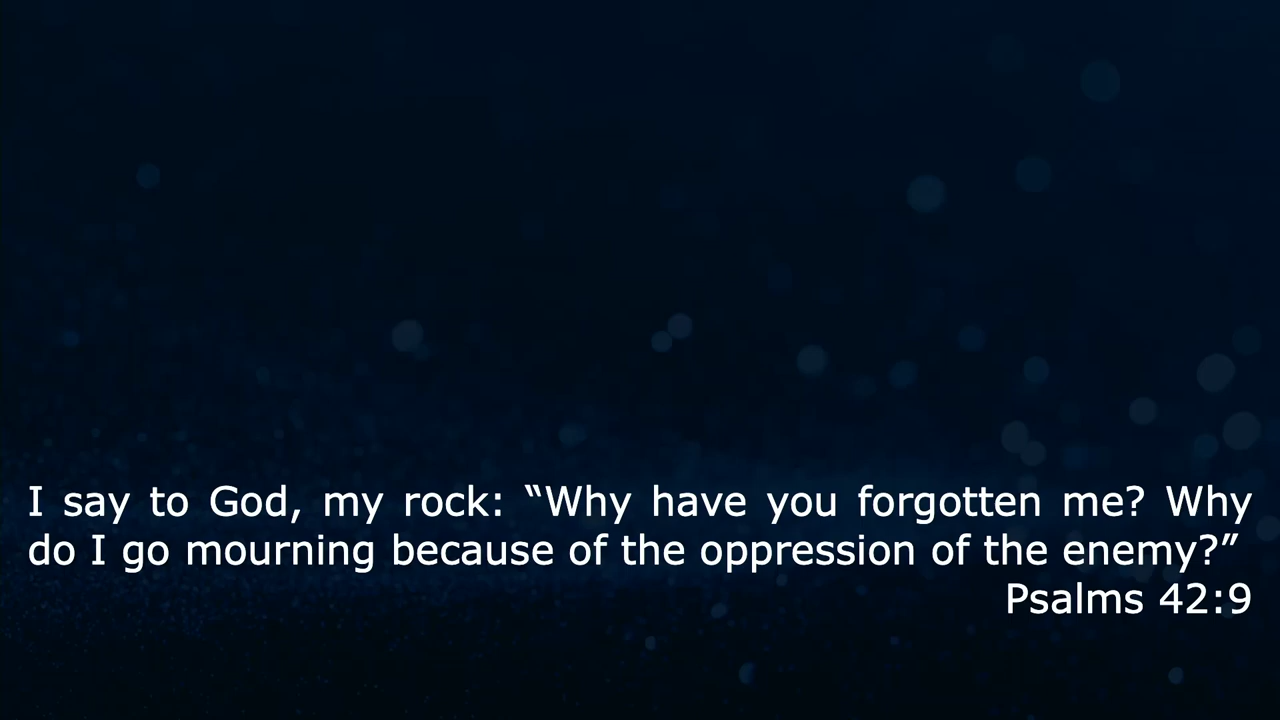 I say to God, my rock: “Why have you forgotten me? Why
do I go mourning because of the oppression of the enemy?”
Psalms 42:9